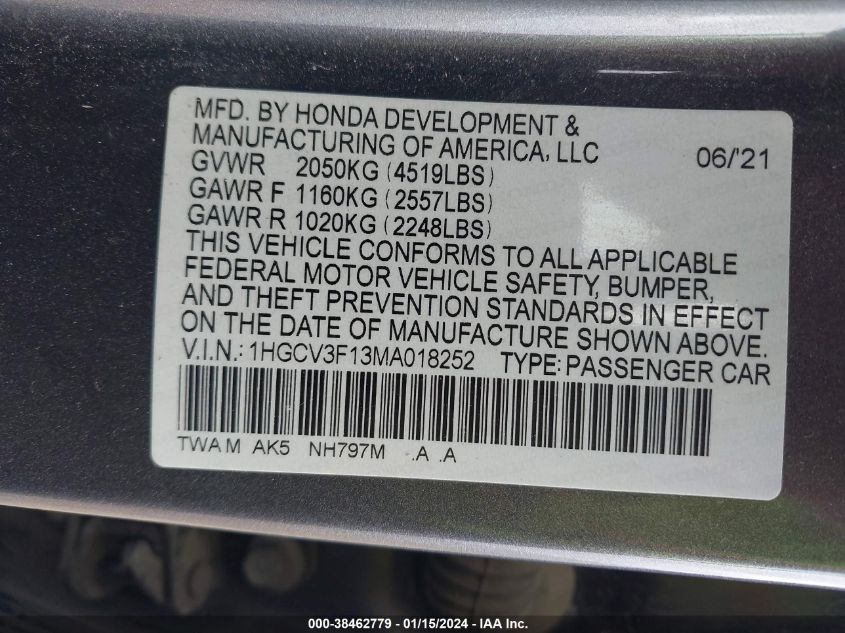 MFD. BY HONDA DEVELOPMENT &
MANUFACTURING OF AMERICA, LLC 06/'21
GVWR 2050KG (4519LBS)
GAWR F 1160KG (2557LBS)
GAWR R 1020KG (2248LBS)
THIS VEHICLE CONFORMS TO ALL APPLICABLE
FEDERAL MOTOR VEHICLE SAFETY, BUMPER,
AND THEFT PREVENTION STANDARDS IN EFFECT
ON THE DATE OF MANUFACTURE SHOWN ABOVE.
V.I.N.: 1HGCV3F13MA018252 TYPE: PASSENGER CAR
TWA M AK5 NH797M .A .A
000-38462779 - 01/15/2024 - IAA Inc.